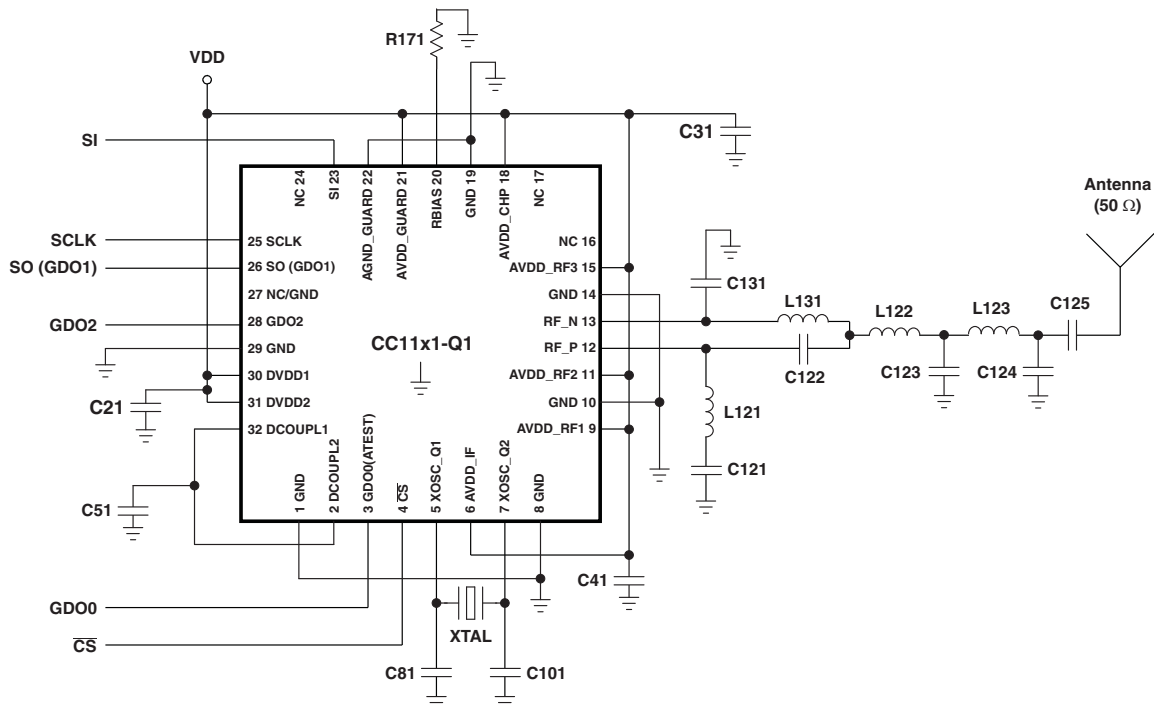 R171
VDD
C31
SI
NC 24
SI 23
AGND_GUARD 22
AVDD_GUARD 21
RBIAS 20
GND 19
AVDD_CHP 18
NC 17
Antenna
(50 Ω)
SCLK
25 SCLK
NC 16
SO (GDO1)
26 SO (GDO1)
AVDD_RF3 15
C131
27 NC/GND
GND 14
L131
L122
L123
C125
GDO2
28 GDO2
RF_N 13
CC11x1-Q1
29 GND
RF_P 12
C122
C123
C124
30 DVDD1
AVDD_RF2 11
C21
31 DVDD2
GND 10
L121
32 DCOUPL1
AVDD_RF1 9
C121
1 GND
2 DCOUPL2
3 GDO0(ATEST)
4 CS
5 XOSC_Q1
6 AVDD_IF
7 XOSC_Q2
8 GND
C51
C41
GDO0
XTAL
CS
C81
C101